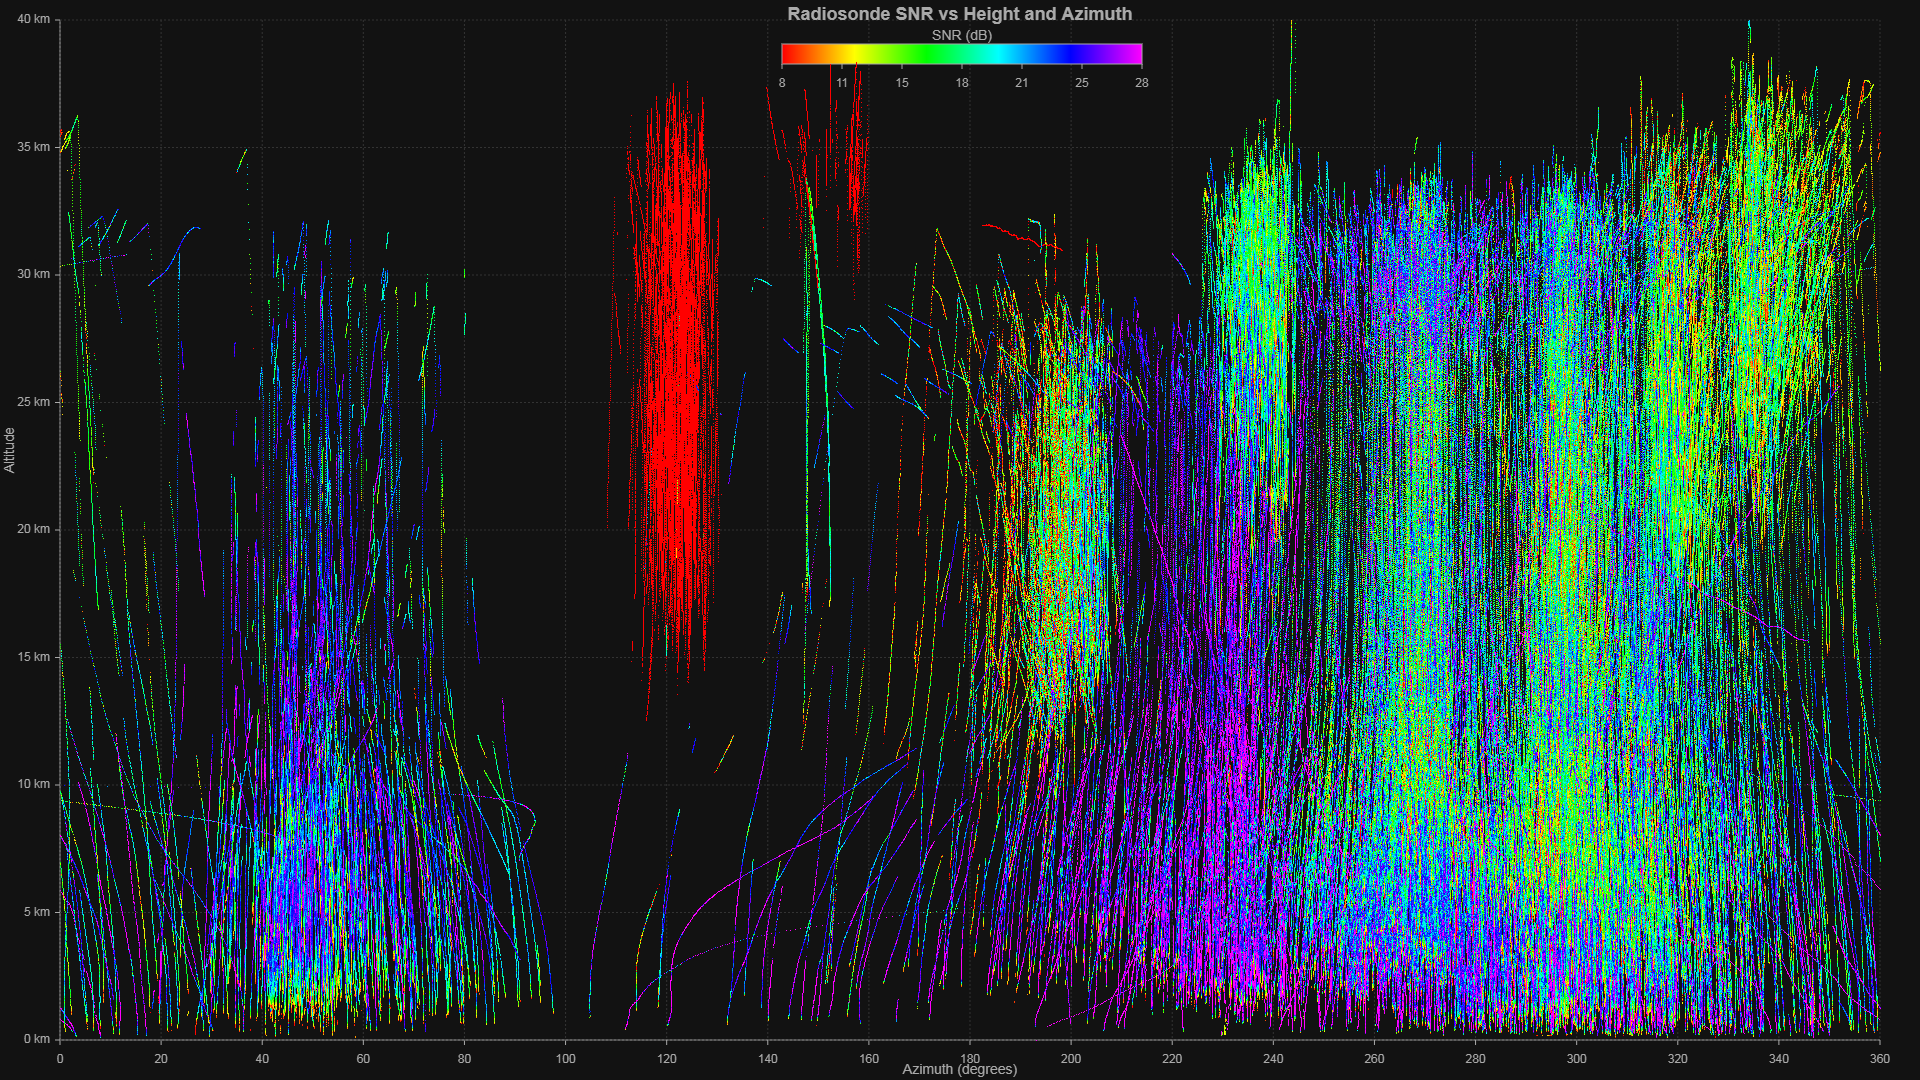 Radiosonde SNR vs Height and Azimuth
SNR (dB)
8 11 15 18 21 25 28
40 km
35 km
30 km
25 km
20 km
15 km
10 km
5 km
0 km
Altitude
0 20 40 60 80 100 120 140 160 180 200 220 240 260 280 300 320 340 360
Azimuth (degrees)